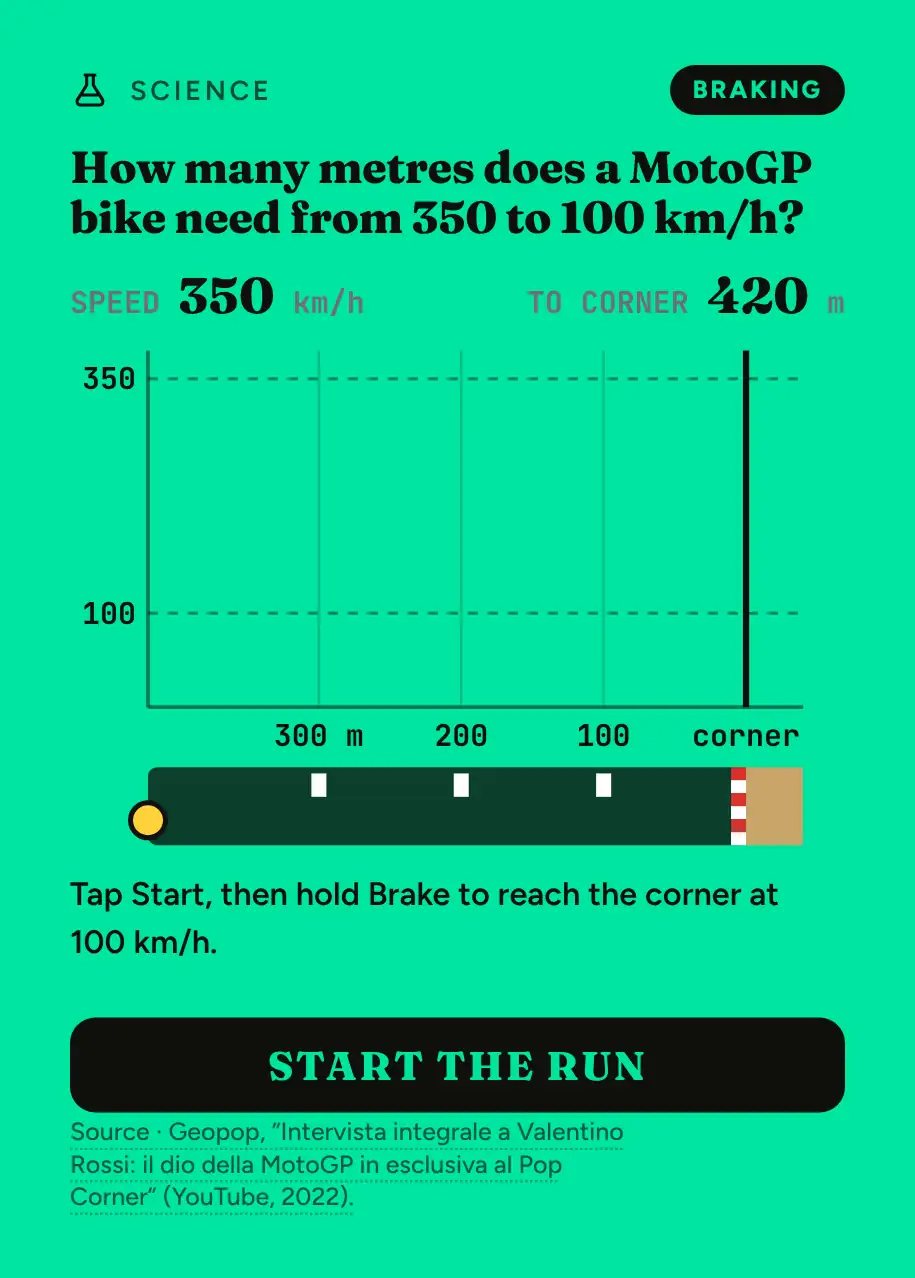 SCIENCE
BRAKING
How many metres does a MotoGP
bike need from 350 to 100 km/h?
SPEED 350 km/h
TO CORNER 420 m
350
100
300 m 200 100 corner
Tap Start, then hold Brake to reach the corner at
100 km/h.
START THE RUN
Source · Geopop, “Intervista integrale a Valentino
Rossi: il dio della MotoGP in esclusiva al Pop
Corner” (YouTube, 2022).